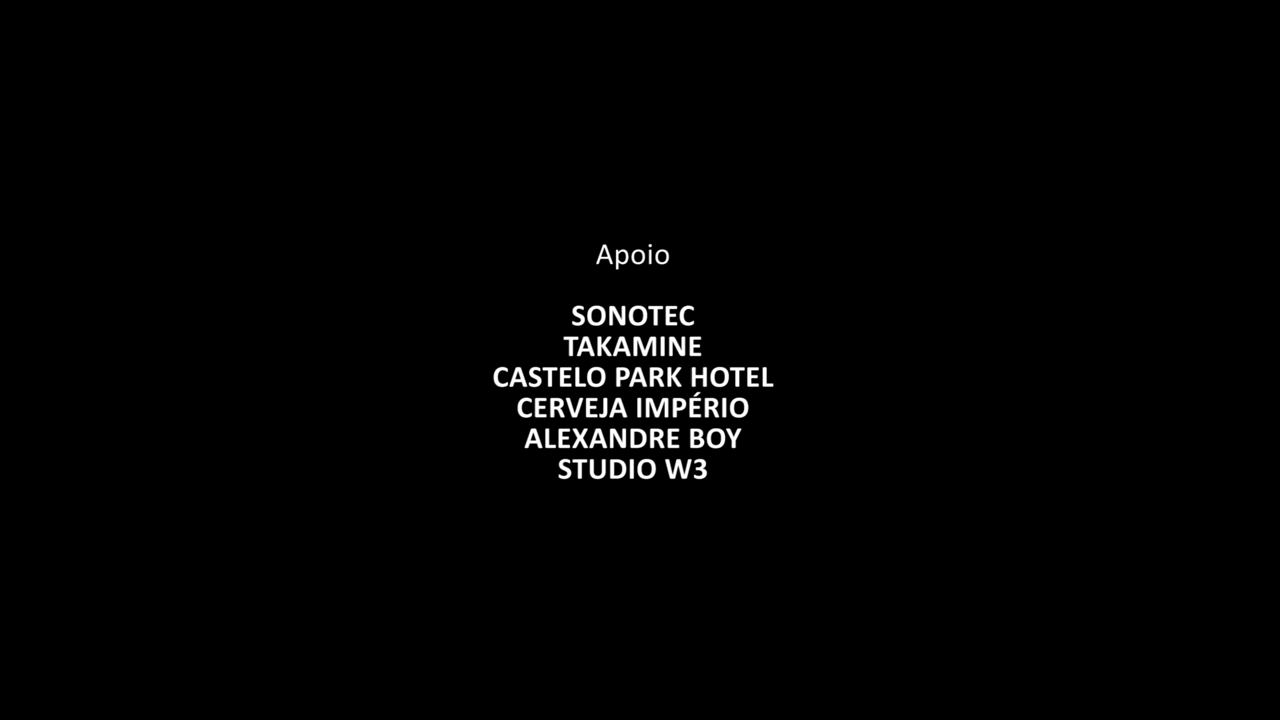 Apoio
SONOTEC
TAKAMINE
CASTELO PARK HOTEL
CERVEJA IMPÉRIO
ALEXANDRE BOY
STUDIO W3